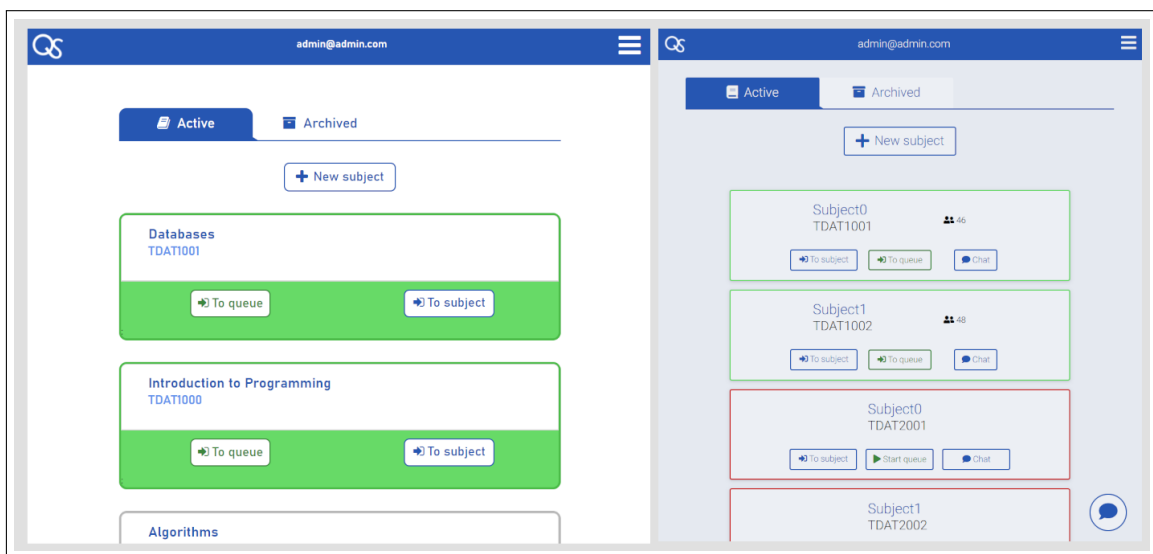 QS
admin@admin.com
Active
Archived
New subject
Databases
TDAT1001
To queue
To subject
Introduction to Programming
TDAT1000
To queue
To subject
Algorithms
QS
admin@admin.com
Active
Archived
New subject
Subject0
TDAT1001
46
To subject
To queue
Chat
Subject1
TDAT1002
48
To subject
To queue
Chat
Subject0
TDAT2001
To subject
Start queue
Chat
Subject1
TDAT2002